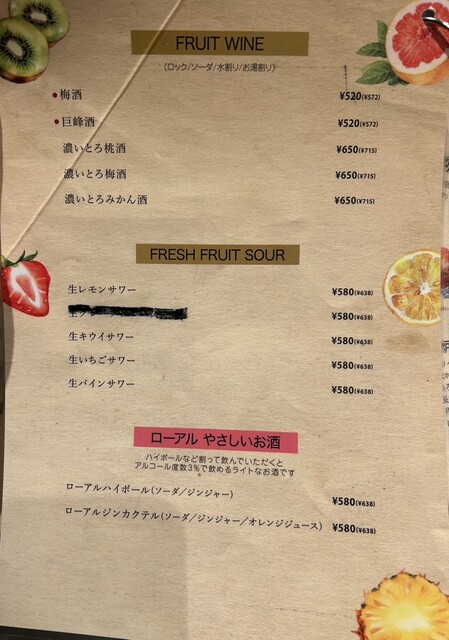 FRUIT WINE
(ロック/ソーダ/水割り/お湯割り)
•梅酒 ¥520(¥572)
•巨峰酒 ¥520(¥572)
濃いとろ桃酒 ¥650(¥715)
濃いとろ梅酒 ¥650(¥715)
濃いとろみかん酒 ¥650(¥715)
FRESH FRUIT SOUR
生レモンサワー ¥580(¥638)
¥580(¥638)
生キウイサワー ¥580(¥638)
生いちごサワー ¥580(¥638)
生パインサワー ¥580(¥638)
ローアル やさしいお酒
ハイボールなど割って飲んでいただくと
アルコール度数3%で飲めるライトなお酒です
ローアルハイボール(ソーダ/ジンジャー) ¥580(¥638)
ローアルジンカクテル(ソーダ/ジンジャー/オレンジジュース) ¥580(¥638)